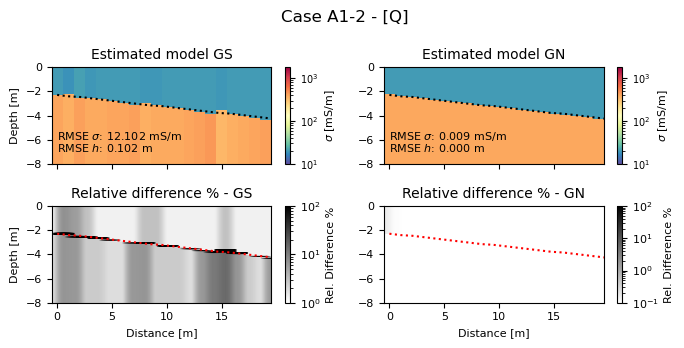 Case A1-2 - [Q]
Estimated model GS
Estimated model GN
0
−2
−4
−6
−8
Depth [m]
RMSE σ: 12.102 mS/m
RMSE h: 0.102 m
10³
10²
10¹
σ [mS/m]
0
−2
−4
−6
−8
RMSE σ: 0.009 mS/m
RMSE h: 0.000 m
10³
10²
10¹
σ [mS/m]
Relative difference % - GS
Relative difference % - GN
0
−2
−4
−6
−8
Depth [m]
0
5
10
15
Distance [m]
10²
10¹
10⁰
Rel. Difference %
0
−2
−4
−6
−8
0
5
10
15
Distance [m]
10²
10¹
10⁰
10⁻¹
Rel. Difference %